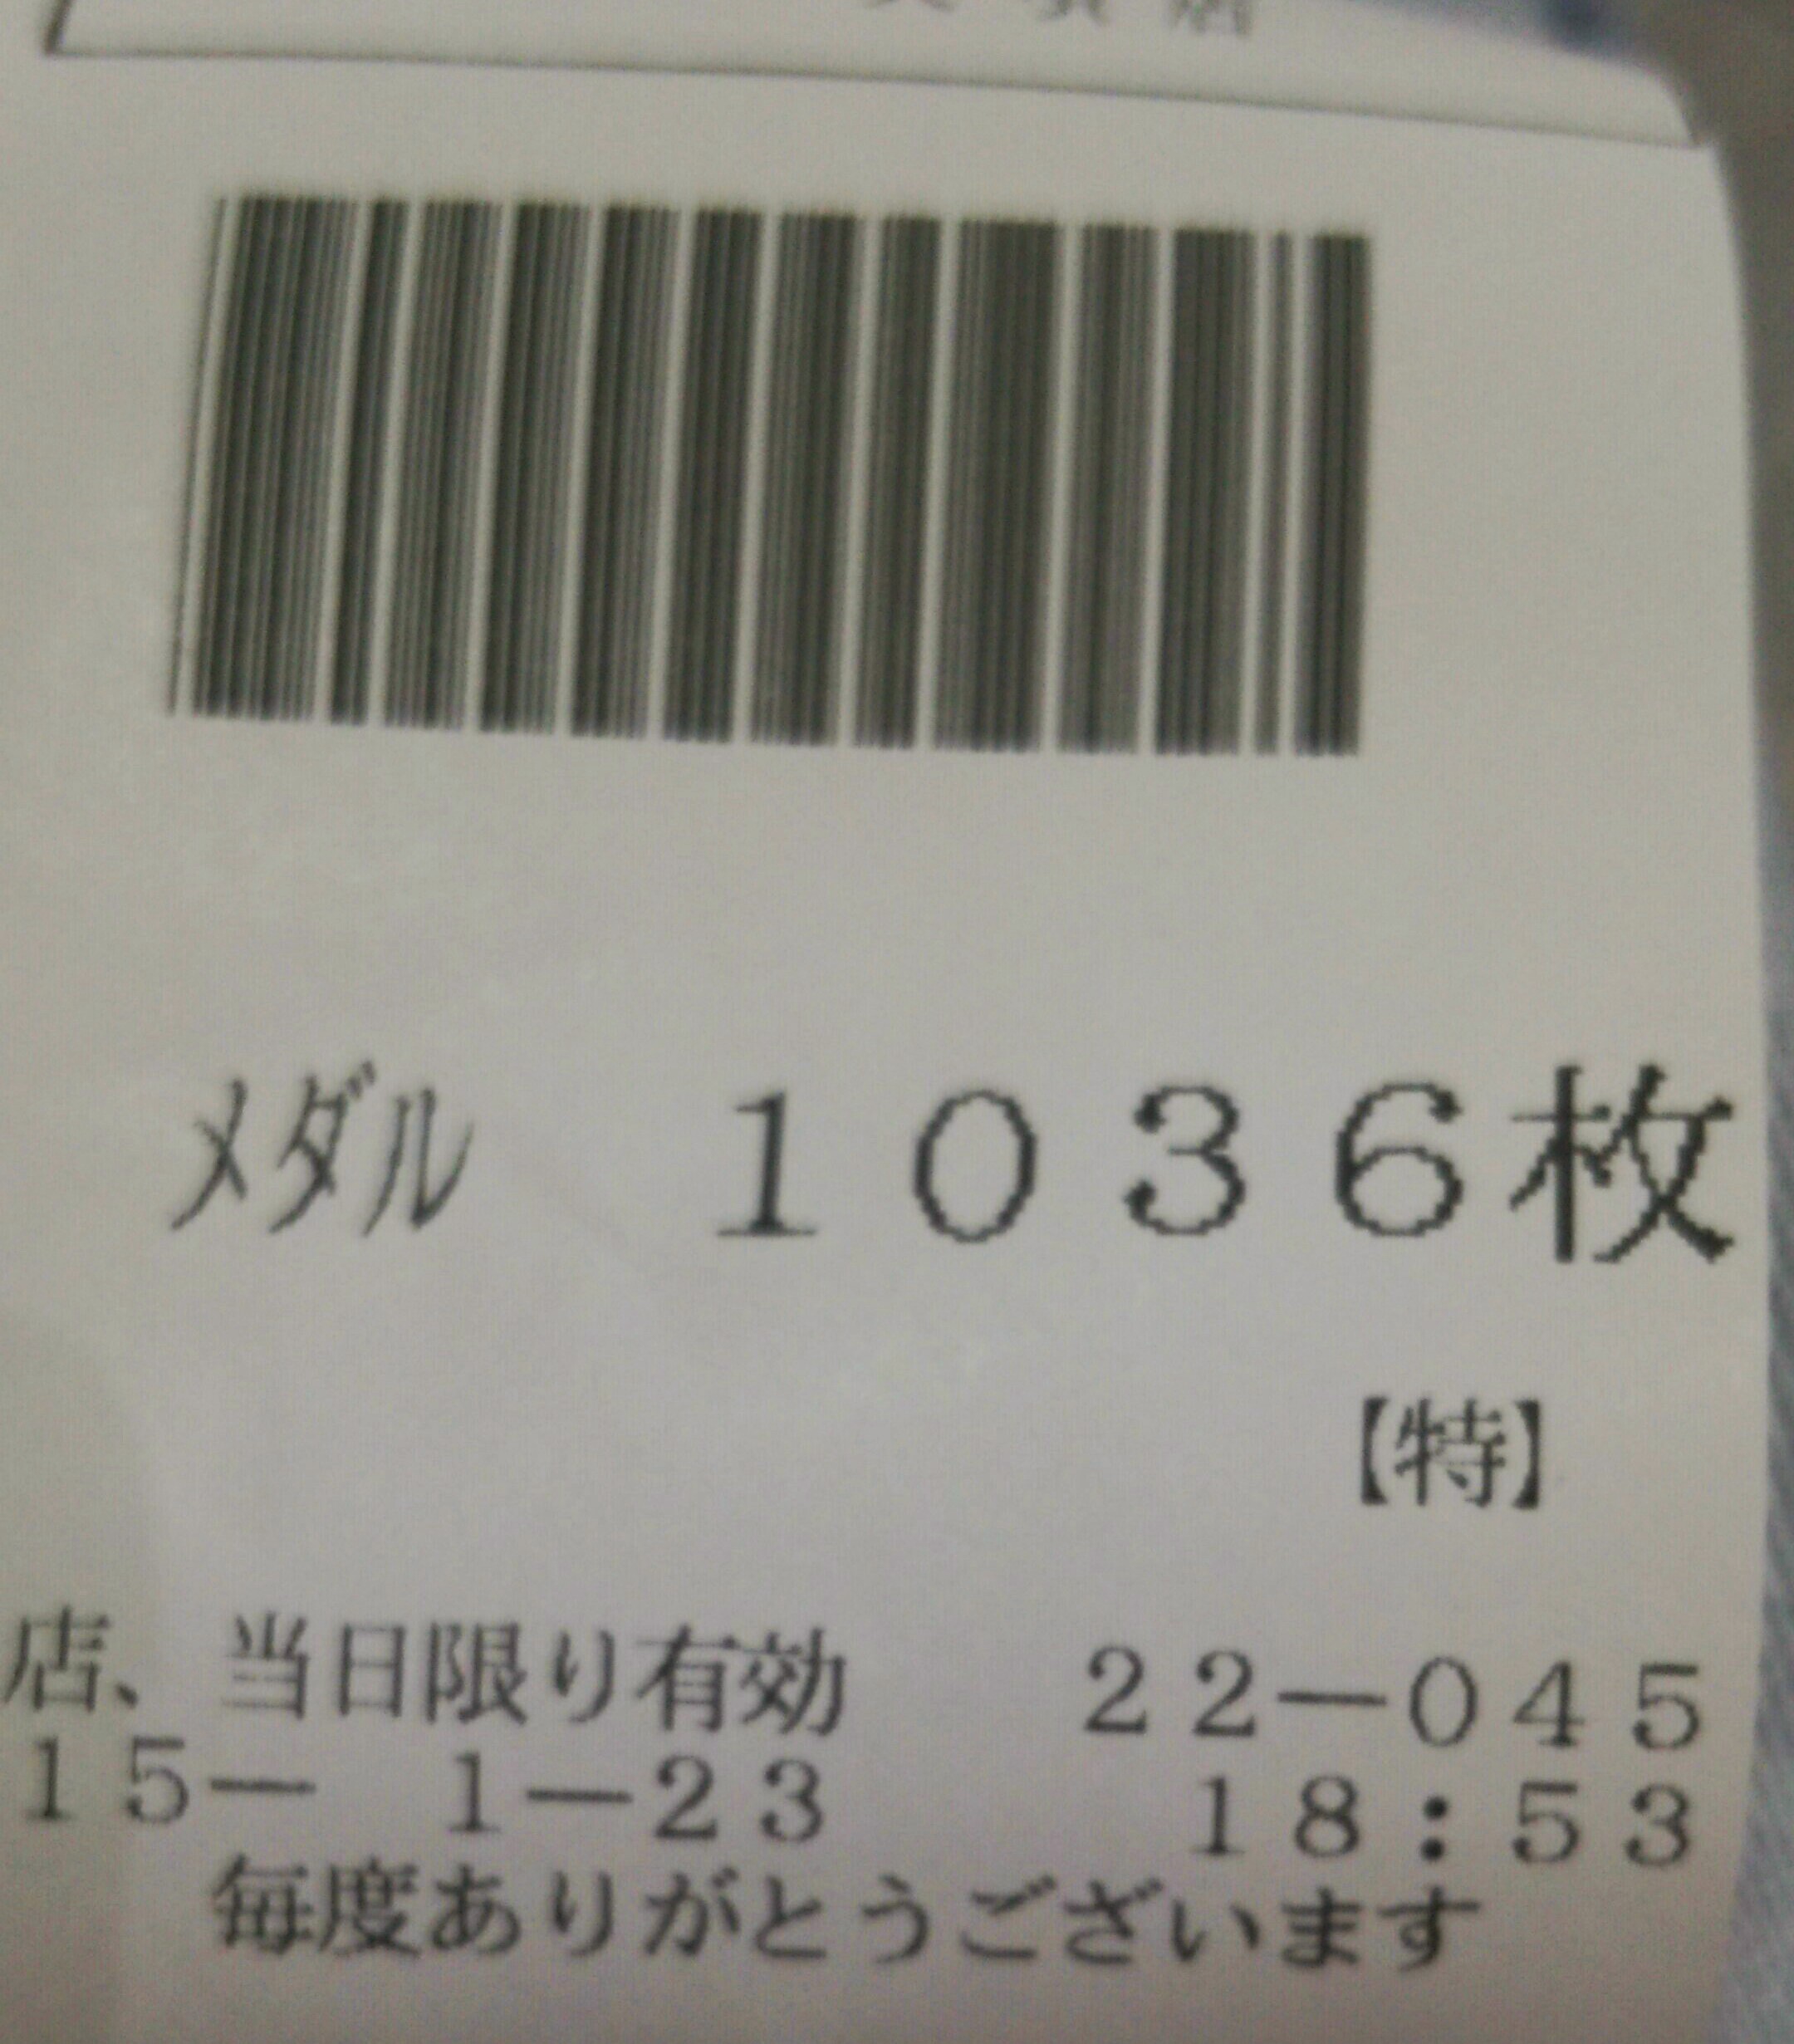 メダル　１０３６枚
【特】
店、当日限り有効　２２－０４５
１５－　１－２３　１８：５３
毎度ありがとうございます